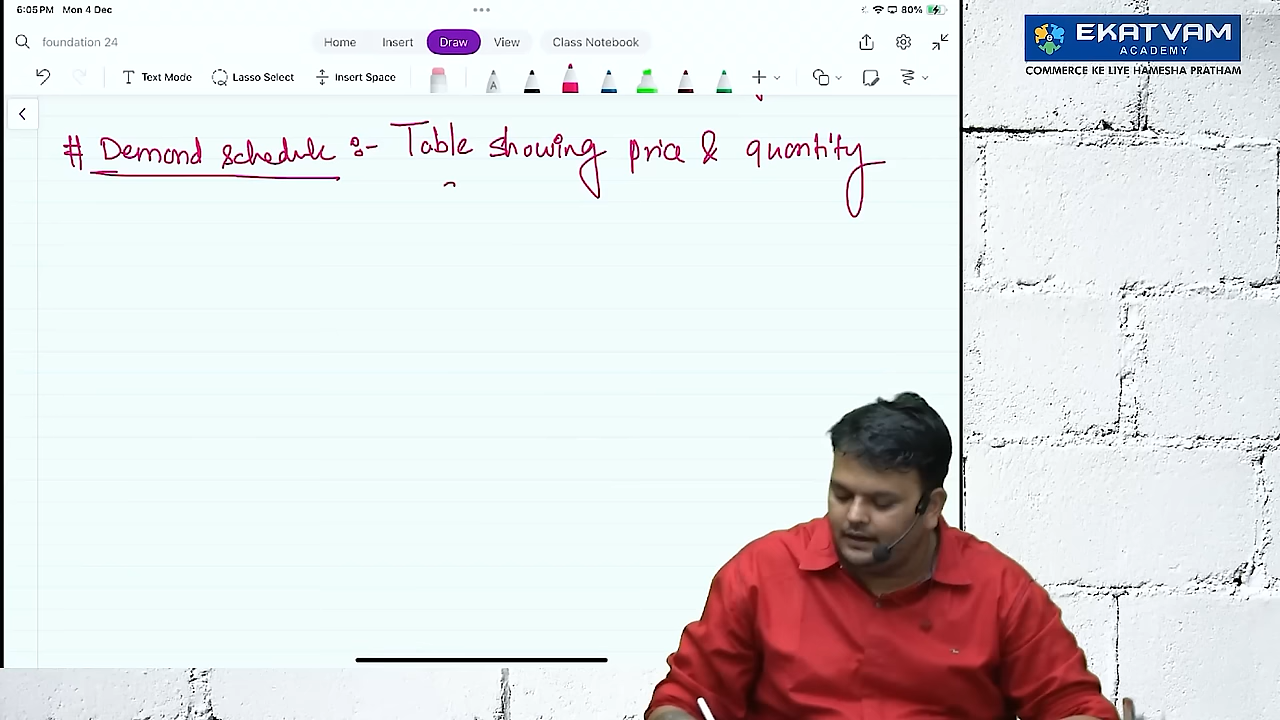 6:05 PM Mon 4 Dec
80%
foundation 24
Home Insert Draw View Class Notebook
Text Mode Lasso Select Insert Space
EKATVAM
ACADEMY
COMMERCE KE LIYE HAMESHA PRATHAM
# Demand schedule :- Table showing price & quantity